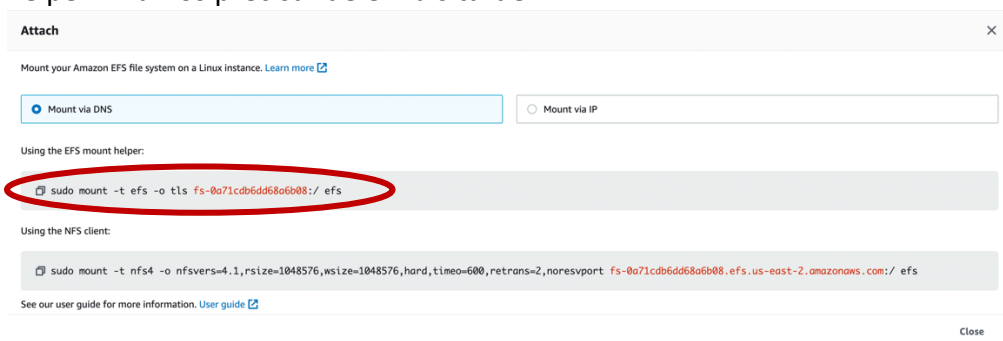 Attach
Mount your Amazon EFS file system on a Linux instance. Learn more
Mount via DNS
Mount via IP
Using the EFS mount helper:
sudo mount -t efs -o tls fs-0a71cdb6dd68a6b08:/ efs
Using the NFS client:
sudo mount -t nfs4 -o nfsvers=4.1,rsize=1048576,wsize=1048576,hard,timeo=600,retrans=2,noresvport fs-0a71cdb6dd68a6b08.efs.us-east-2.amazonaws.com:/ efs
See our user guide for more information. User guide
Close